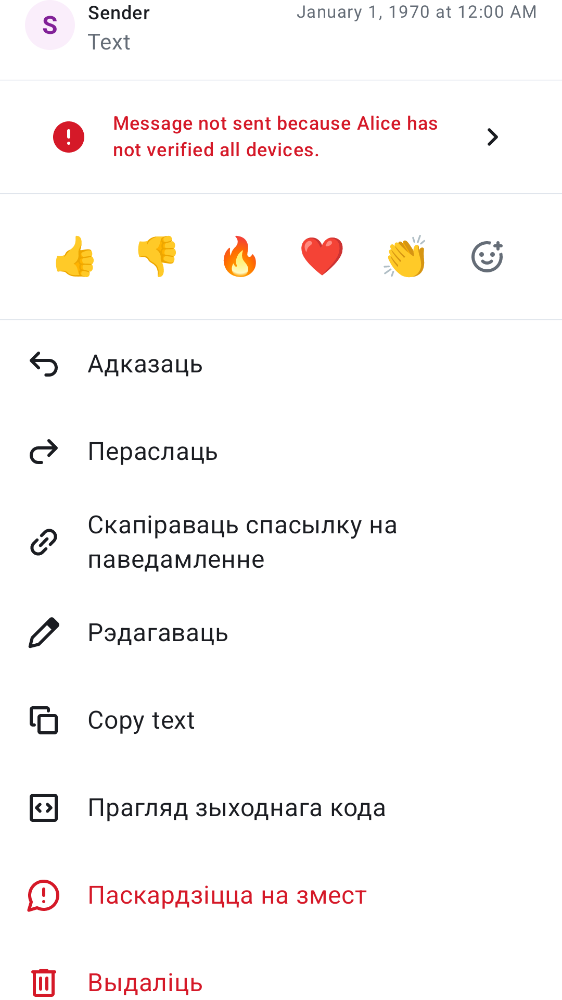 S
Sender
January 1, 1970 at 12:00 AM
Text
Message not sent because Alice has
not verified all devices.
Адказаць
Пераслаць
Скапіраваць спасылку на
паведамленне
Рэдагаваць
Copy text
Прагляд зыходнага кода
Паскардзіцца на змест
Выдаліць